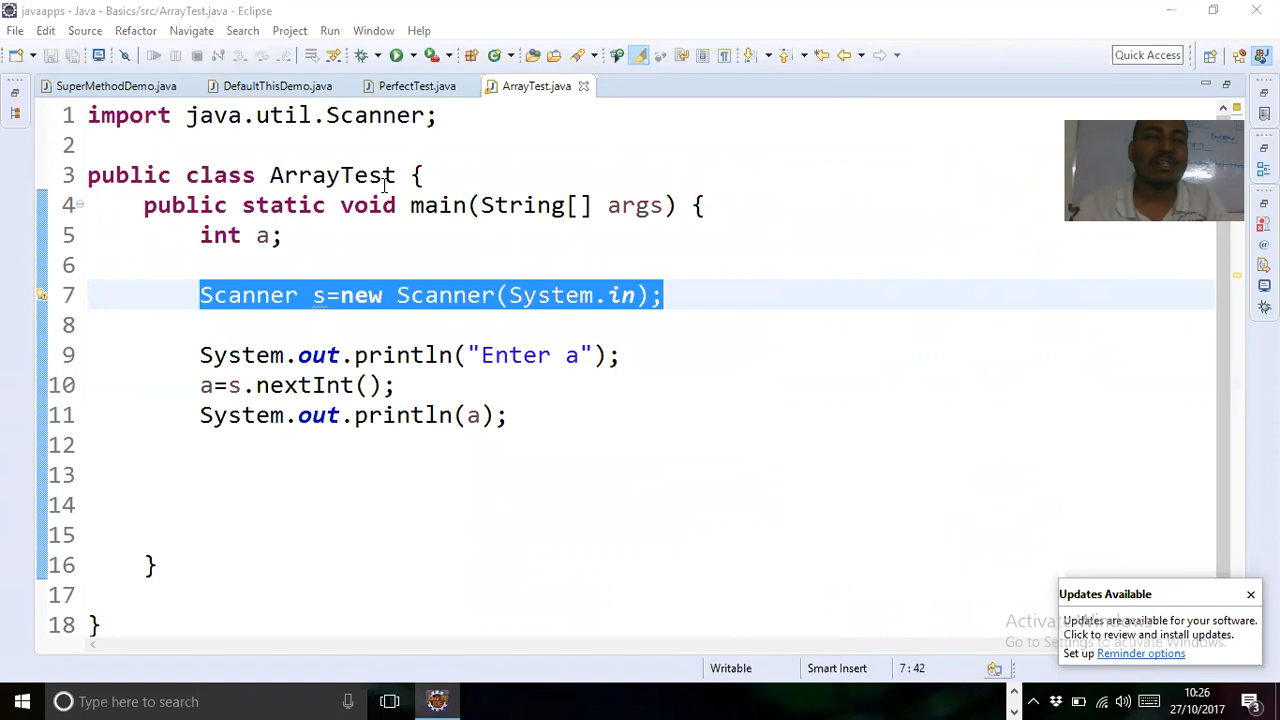 javaapps - Java - Basics/src/ArrayTest.java - Eclipse
File Edit Source Refactor Navigate Search Project Run Window Help
Quick Access
SuperMethodDemo.java DefaultThisDemo.java PerfectTest.java ArrayTest.java
1 import java.util.Scanner;
2
3 public class ArrayTest {
4 public static void main(String[] args) {
5 int a;
6
7 Scanner s=new Scanner(System.in);
8
9 System.out.println("Enter a");
10 a=s.nextInt();
11 System.out.println(a);
12
13
14
15
16 }
17
18 }
Updates Available
Updates are available for your software.
Click to review and install updates.
Set up Reminder options
Activate Windows
Go to Settings to activate Windows.
Writable Smart Insert 7 : 42
Type here to search
10:26
27/10/2017
3